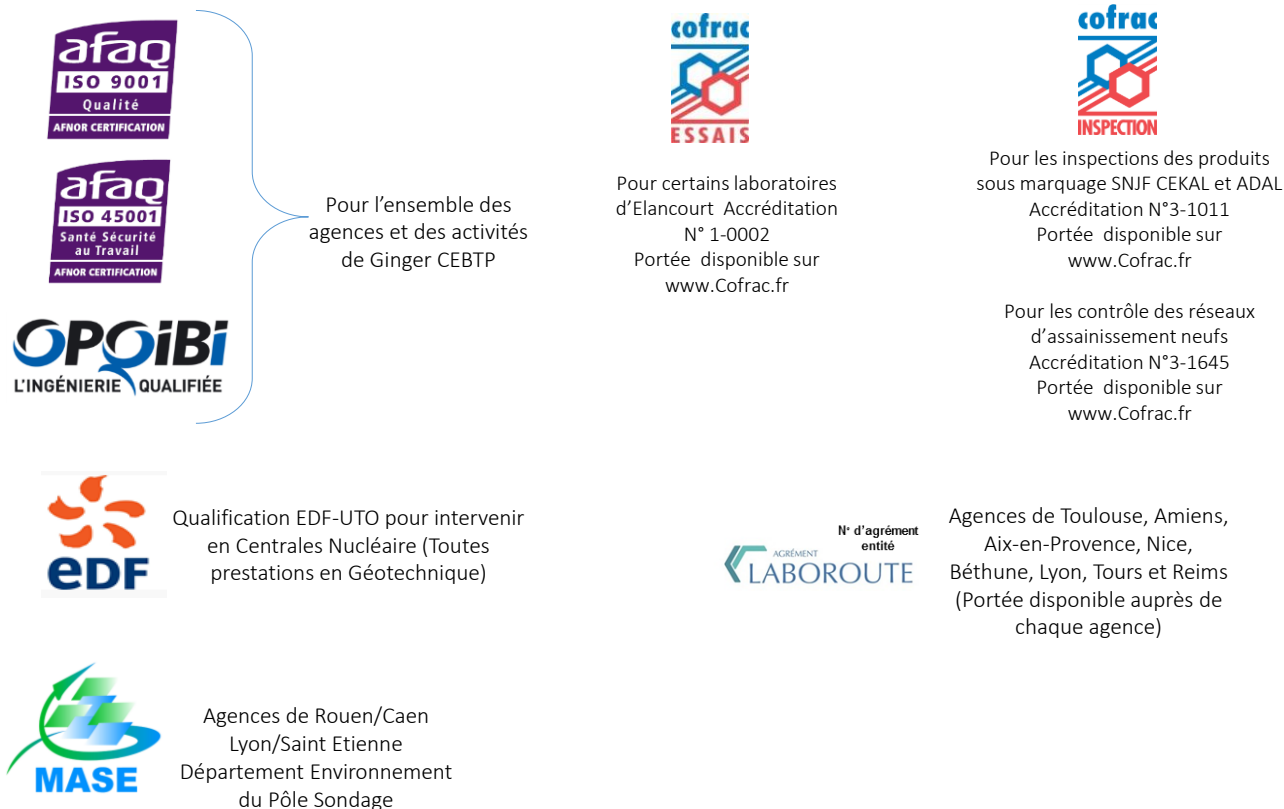 afaq
ISO 9001
Qualité
AFNOR CERTIFICATION
afaq
ISO 45001
Santé Sécurité
au Travail
AFNOR CERTIFICATION
OPQiBi
L'INGÉNIERIE QUALIFIÉE
Pour l’ensemble des
agences et des activités
de Ginger CEBTP
cofrac
ESSAIS
Pour certains laboratoires
d’Elancourt Accréditation
N° 1-0002
Portée disponible sur
www.Cofrac.fr
cofrac
INSPECTION
Pour les inspections des produits
sous marquage SNJF CEKAL et ADAL
Accréditation N°3-1011
Portée disponible sur
www.Cofrac.fr
Pour les contrôle des réseaux
d’assainissement neufs
Accréditation N°3-1645
Portée disponible sur
www.Cofrac.fr
eDF
Qualification EDF-UTO pour intervenir
en Centrales Nucléaire (Toutes
prestations en Géotechnique)
N° d'agrément
entité
AGRÉMENT
LABOROUTE
Agences de Toulouse, Amiens,
Aix-en-Provence, Nice,
Béthune, Lyon, Tours et Reims
(Portée disponible auprès de
chaque agence)
MASE
Agences de Rouen/Caen
Lyon/Saint Etienne
Département Environnement
du Pôle Sondage